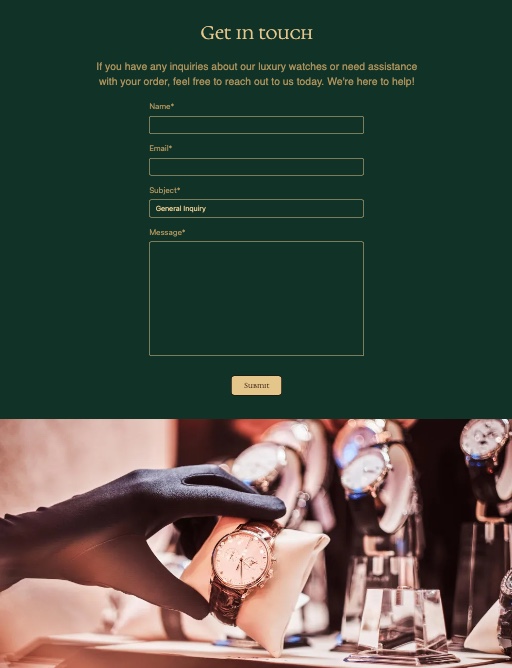 Get in touch
If you have any inquiries about our luxury watches or need assistance
with your order, feel free to reach out to us today. We're here to help!
Name*
Email*
Subject*
General Inquiry
Message*
Submit